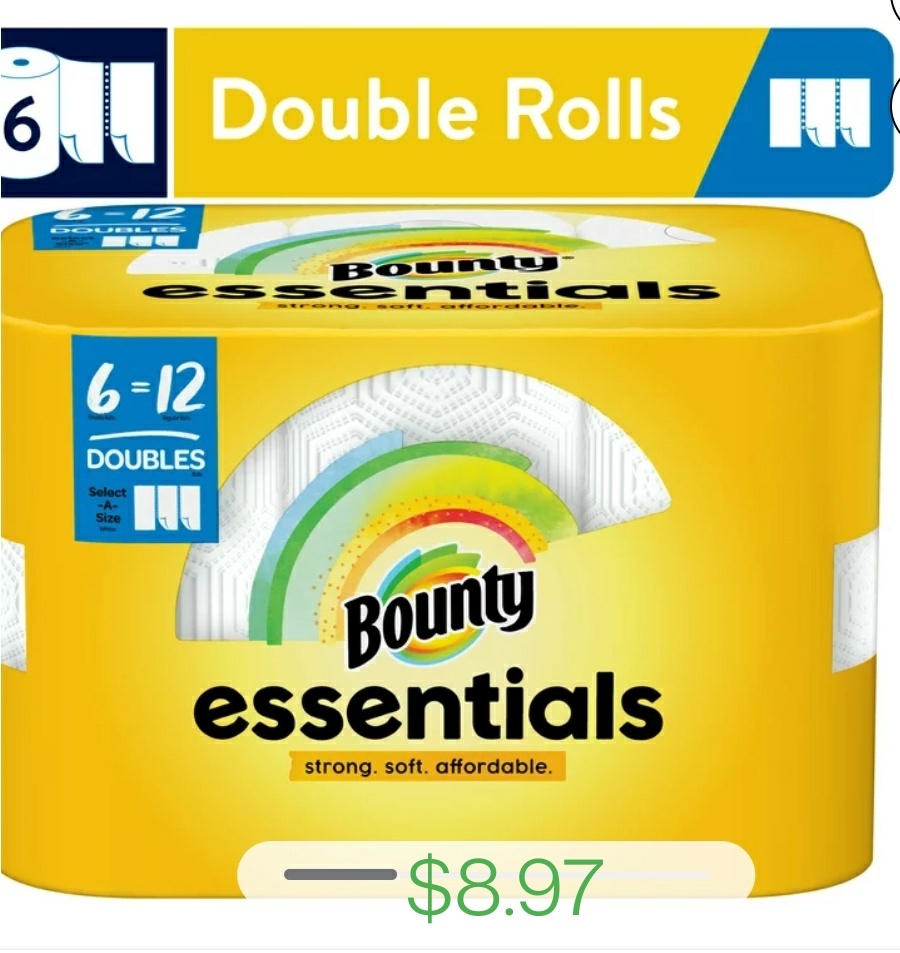 6
Double Rolls
6 = 12
DOUBLES
Bounty
essentials
strong. soft. affordable.
6 = 12
DOUBLES
Select
-A-
Size
Bounty
essentials
strong. soft. affordable.
$8.97